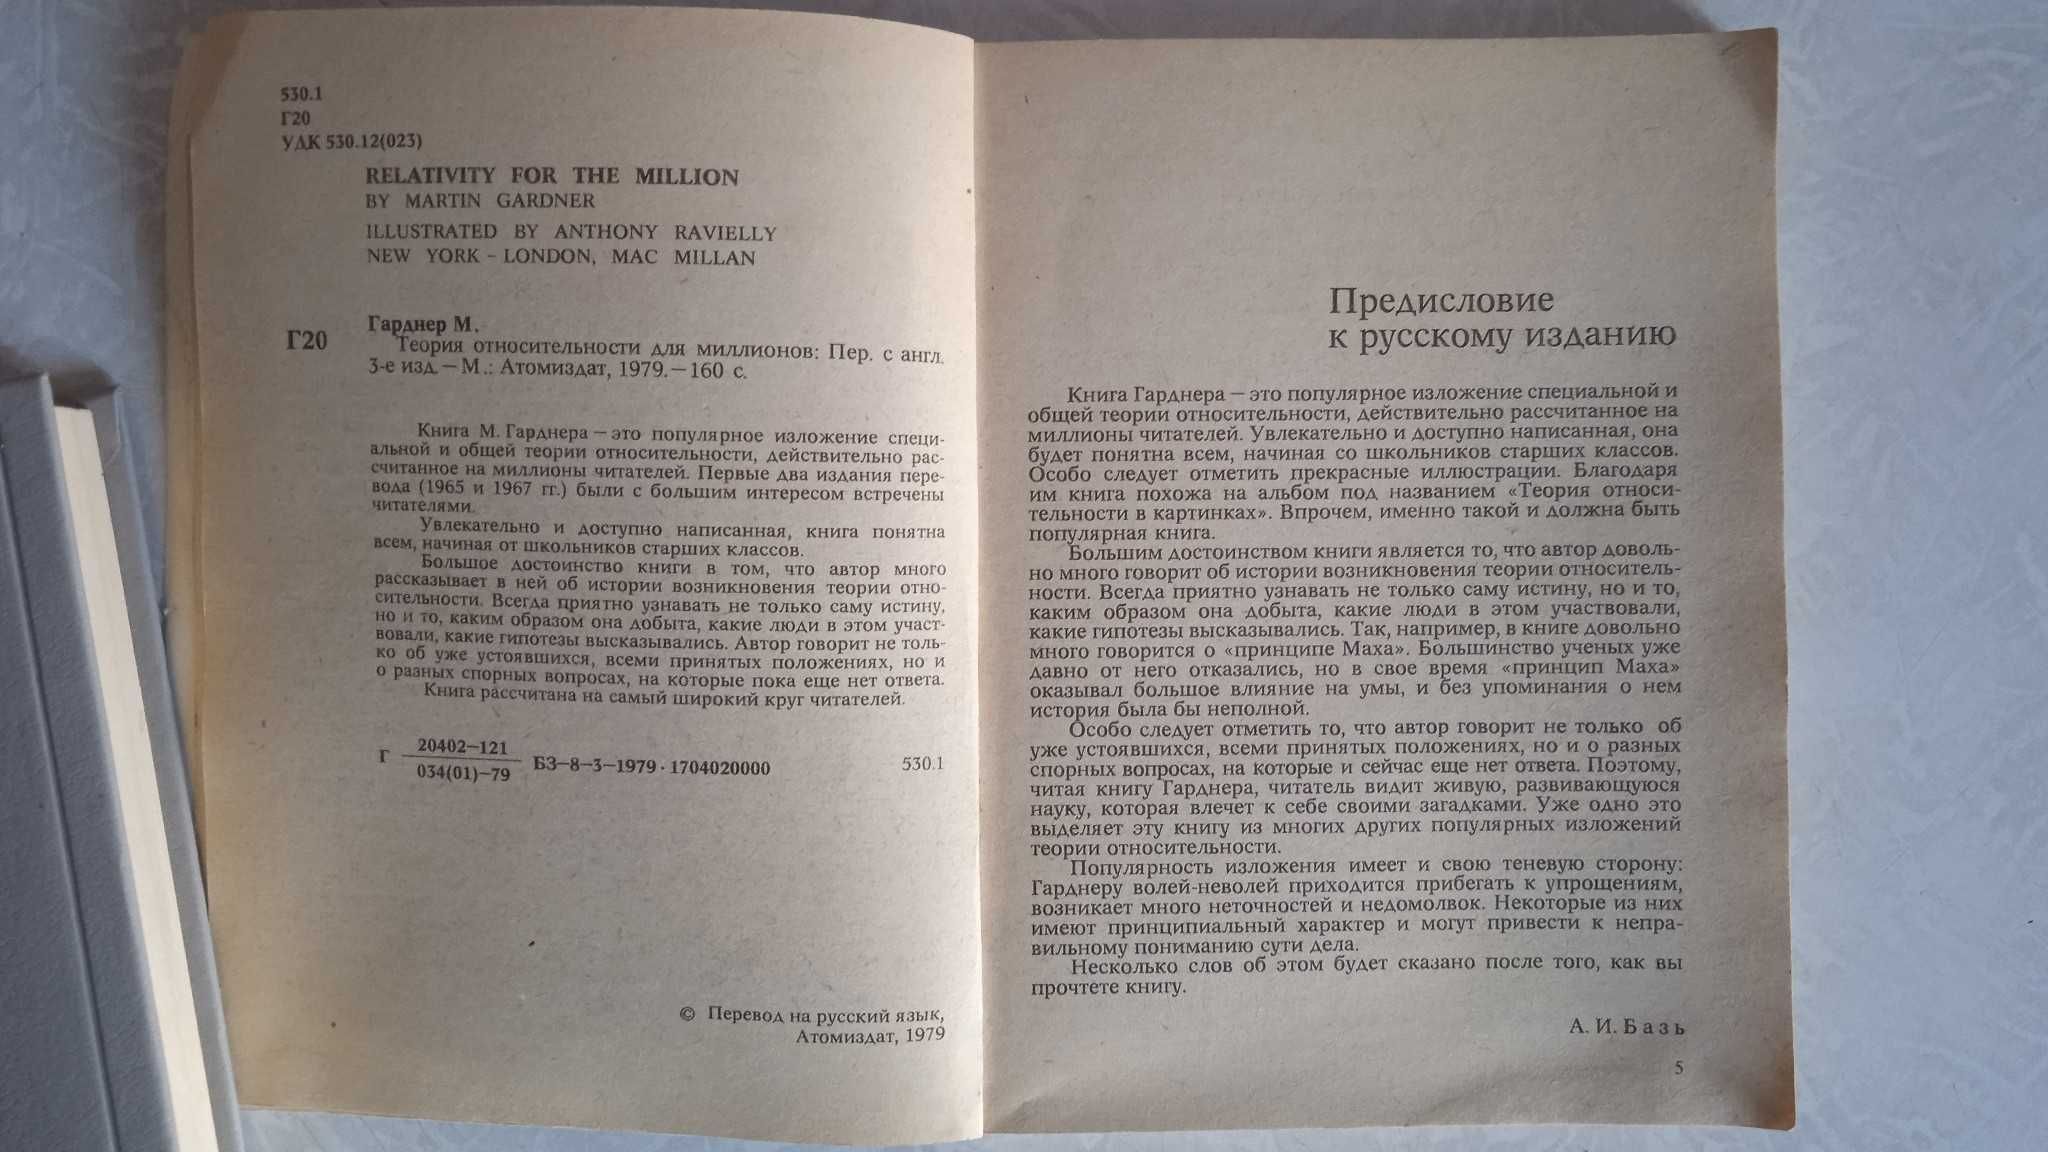 530.1
Г20
УДК 530.12(023)
RELATIVITY FOR THE MILLION
BY MARTIN GARDNER
ILLUSTRATED BY ANTHONY RAVIELLY
NEW YORK – LONDON, MAC MILLAN
Гарднер М.
Г20
Теория относительности для миллионов: Пер. с англ.
3-е изд. — М.: Атомиздат, 1979. — 160 с.
Книга М. Гарднера — это популярное изложение специ-
альной и общей теории относительности, действительно рас-
считанное на миллионы читателей. Первые два издания пере-
вода (1965 и 1967 гг.) были с большим интересом встречены
читателями.
Увлекательно и доступно написанная, книга понятна
всем, начиная от школьников старших классов.
Большое достоинство книги в том, что автор много
рассказывает в ней об истории возникновения теории отно-
сительности. Всегда приятно узнавать не только саму истину,
но и то, каким образом она добыта, какие люди в этом участ-
вовали, какие гипотезы высказывались. Автор говорит не толь-
ко об уже устоявшихся, всеми принятых положениях, но и
о разных спорных вопросах, на которые пока еще нет ответа.
Книга рассчитана на самый широкий круг читателей.
20402–121
Г БЗ–8–3–1979 · 1704020000 530.1
034(01)–79
© Перевод на русский язык,
Атомиздат, 1979
Предисловие
к русскому изданию
Книга Гарднера — это популярное изложение специальной и
общей теории относительности, действительно рассчитанное на
миллионы читателей. Увлекательно и доступно написанная, она
будет понятна всем, начиная со школьников старших классов.
Особо следует отметить прекрасные иллюстрации. Благодаря
им книга похожа на альбом под названием «Теория относи-
тельности в картинках». Впрочем, именно такой и должна быть
популярная книга.
Большим достоинством книги является то, что автор доволь-
но много говорит об истории возникновения теории относитель-
ности. Всегда приятно узнавать не только саму истину, но и то,
каким образом она добыта, какие люди в этом участвовали,
какие гипотезы высказывались. Так, например, в книге довольно
много говорится о «принципе Маха». Большинство ученых уже
давно от него отказались, но в свое время «принцип Маха»
оказывал большое влияние на умы, и без упоминания о нем
история была бы неполной.
Особо следует отметить то, что автор говорит не только об
уже устоявшихся, всеми принятых положениях, но и о разных
спорных вопросах, на которые и сейчас еще нет ответа. Поэтому,
читая книгу Гарднера, читатель видит живую, развивающуюся
науку, которая влечет к себе своими загадками. Уже одно это
выделяет эту книгу из многих других популярных изложений
теории относительности.
Популярность изложения имеет и свою теневую сторону:
Гарднеру волей-неволей приходится прибегать к упрощениям,
возникает много неточностей и недомолвок. Некоторые из них
имеют принципиальный характер и могут привести к непра-
вильному пониманию сути дела.
Несколько слов об этом будет сказано после того, как вы
прочтете книгу.
А. И. Базь
5